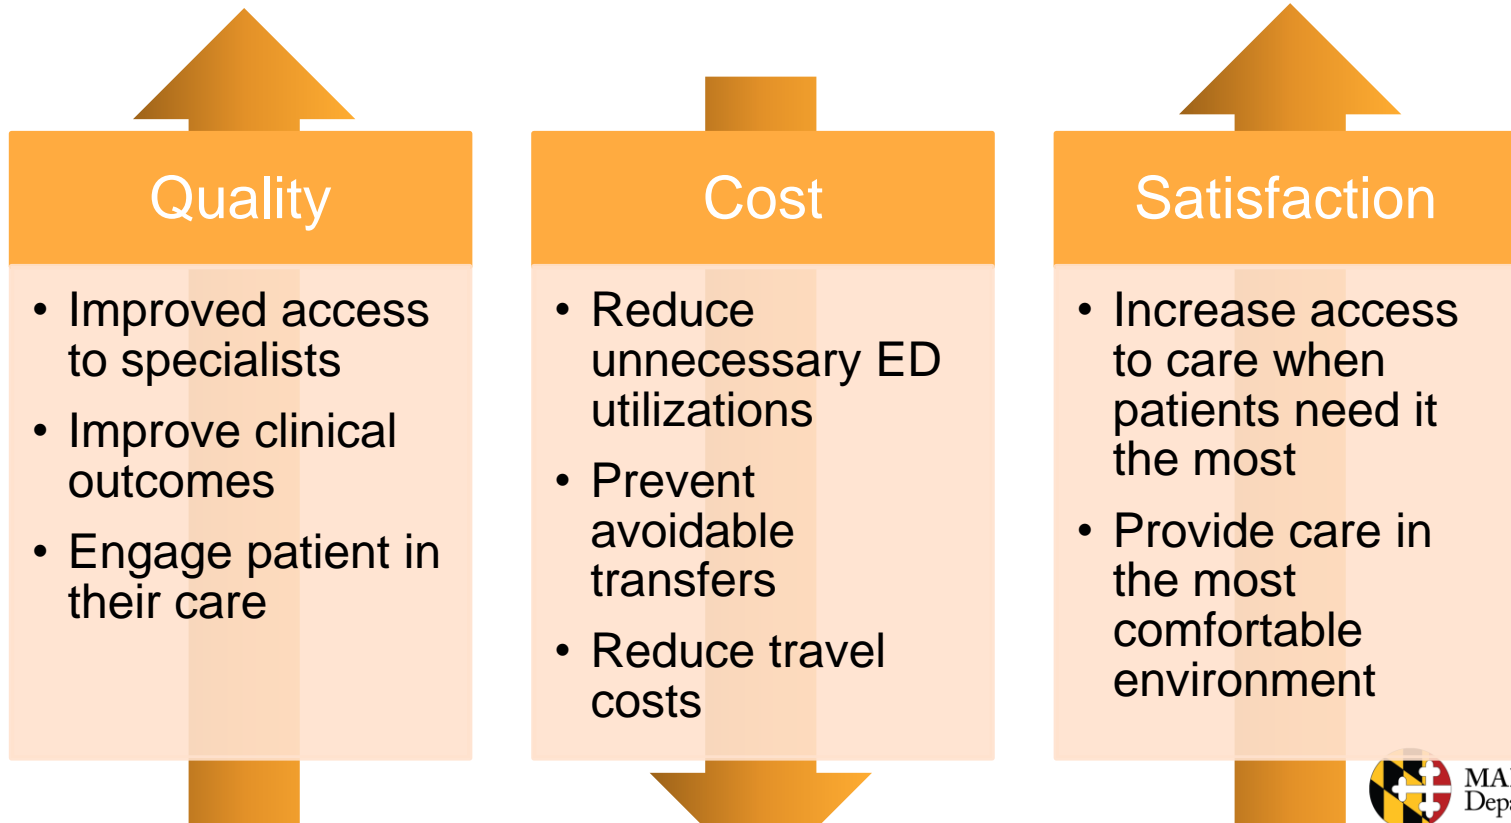 Quality
• Improved access
to specialists
• Improve clinical
outcomes
• Engage patient in
their care
Cost
• Reduce
unnecessary ED
utilizations
• Prevent
avoidable
transfers
• Reduce travel
costs
Satisfaction
• Increase access
to care when
patients need it
the most
• Provide care in
the most
comfortable
environment